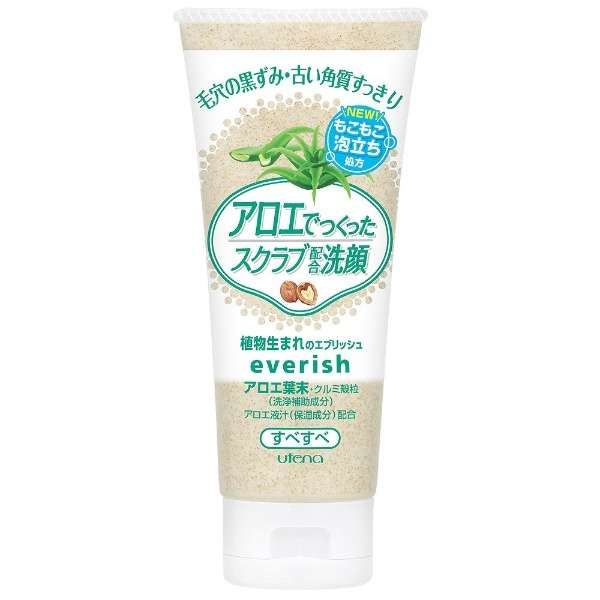 毛穴の黒ずみ・古い角質すっきり
NEW!
もこもこ
泡立ち
処方
アロエでつくった
スクラブ配合洗顔
植物生まれのエブリッシュ
everish
アロエ葉末・クルミ殻粒
(洗浄補助成分)
アロエ液汁(保湿成分)配合
すべすべ
utena